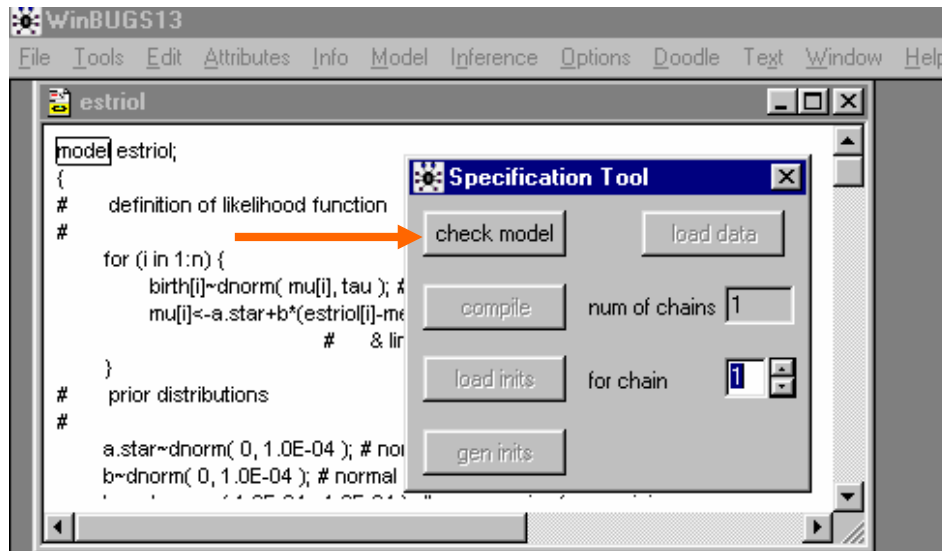 WinBUGS13
File Tools Edit Attributes Info Model Inference Options Doodle Text Window Help
estriol
model estriol;
{
# definition of likelihood function
#
for (i in 1:n) {
birth[i]~dnorm( mu[i], tau ); #
mu[i]<-a.star+b*(estriol[i]-me
# & lin
}
# prior distributions
#
a.star~dnorm( 0, 1.0E-04 ); # nor
b~dnorm( 0, 1.0E-04 ); # normal
Specification Tool
check model
load data
compile
num of chains 1
load inits
for chain 1
gen inits